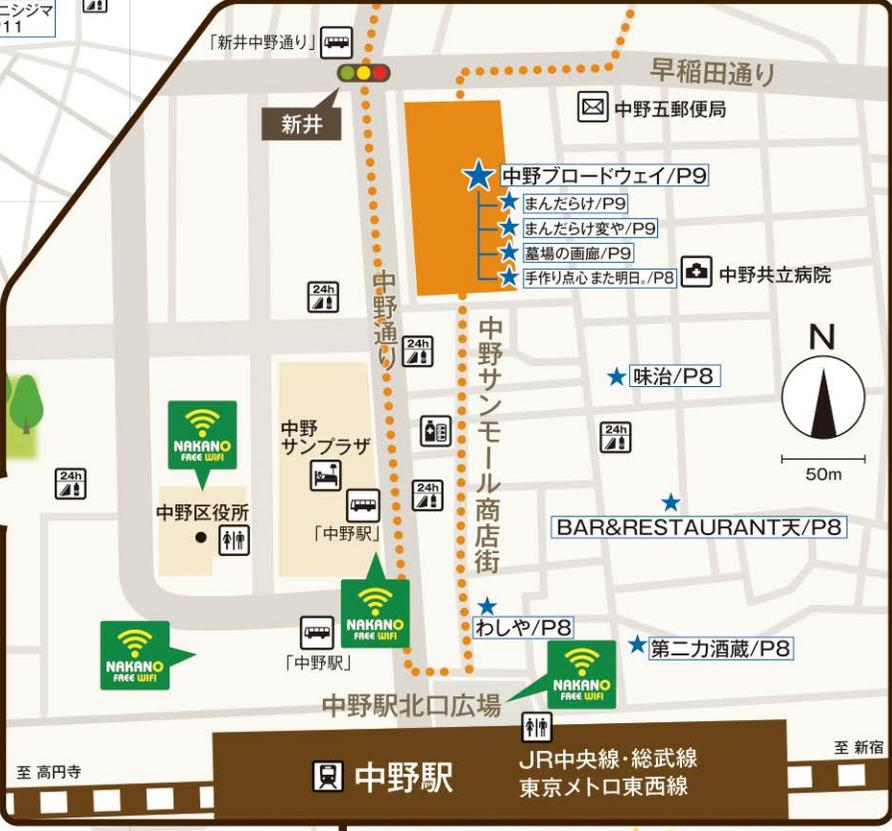 ニシジマ
11
「新井中野通り」
早稲田通り
新井
中野五郵便局
中野ブロードウェイ/P9
まんだらけ/P9
まんだらけ変や/P9
墓場の画廊/P9
手作り点心 また明日。/P8
中野共立病院
24h
中野通り
24h
中野サンモール商店街
N
味治/P8
50m
中野
サンプラザ
NAKANO
FREE WIFI
24h
24h
24h
中野区役所
「中野駅」
BAR&RESTAURANT天/P8
NAKANO
FREE WIFI
わしや/P8
NAKANO
FREE WIFI
「中野駅」
第二力酒蔵/P8
NAKANO
FREE WIFI
中野駅北口広場
至 高円寺
中野駅
JR中央線・総武線
東京メトロ東西線
至 新宿